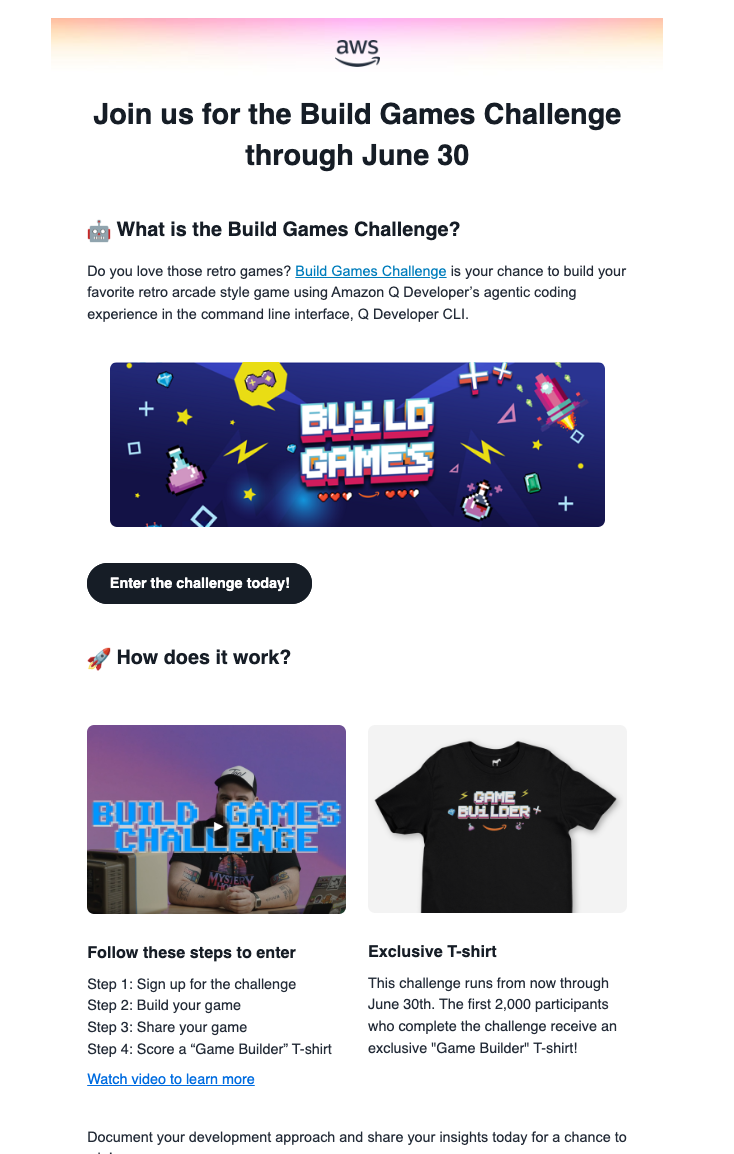 aws
Join us for the Build Games Challenge
through June 30
🤖 What is the Build Games Challenge?
Do you love those retro games? Build Games Challenge is your chance to build your
favorite retro arcade style game using Amazon Q Developer’s agentic coding
experience in the command line interface, Q Developer CLI.
BUiLD
GAMES
Enter the challenge today!
🚀 How does it work?
BUILD GAMES
CHALLENGE
MYSTERY
GAME
BUiLDER
Follow these steps to enter
Step 1: Sign up for the challenge
Step 2: Build your game
Step 3: Share your game
Step 4: Score a “Game Builder” T-shirt
Watch video to learn more
Exclusive T-shirt
This challenge runs from now through
June 30th. The first 2,000 participants
who complete the challenge receive an
exclusive "Game Builder" T-shirt!
Document your development approach and share your insights today for a chance to